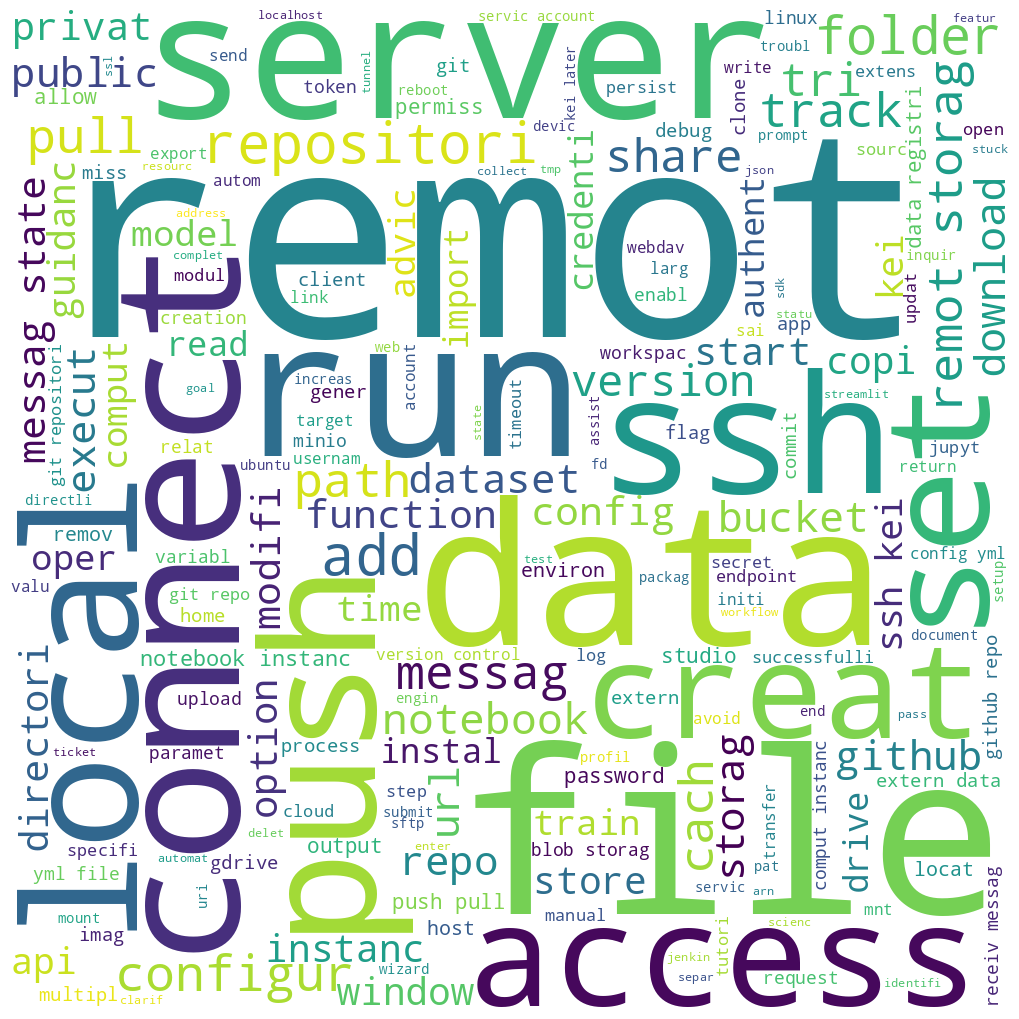 privat
localhost
servic account
linux
featur
server
folder
public
ssl
send
tunnel
git
kei later
troubl
tri
extens
allow
token
reboot
permiss
persist
write
track
remot storag
pull
repositori
devic
debug
clone
prompt
open
export
resourc
miss
autom
collect
tmp
credenti
share
json
sourc
stuck
data registri
message state
guidanc
address
model
complet
modul
remot
advic
import
client
link
webdav
larg
enabl
authent
sdk
kei
inquir
updat
download
creation
read
web
statu
sai
app
workspac
start
copi
git repositori
execut
comput
connect
goal
increas
gener
account
run
state
timeout
assist
version
streamlit
relat
target
minio
usernam
ssh
flag
commit
jupyt
return
set
ubuntu
path
dataset
fd
directli
remov
local
modifi
function
config
bucket
oper
variabl
add
data
test
environ
packag
secret
endpoint
ssh kei
config yml
setup
valu
git repo
home
push
time
initi
workflow
document
directori
notebook instanc
version control
log
studio
successfulli
github repo
upload
option
messag
engin
extern
creat
avoid
end
pass
ticket
paramet
process
notebook
instal
profil
password
cach
storag
github
extern data
specifi
automat
cloud
delet
step
submit
sftp
url
file
train
patransfer
comput instanc
drive
yml file
uri
gdrive
output
enter
repo
blob storag
store
servic
pat
arn
locat
mount
imag
push pull
host
manual
mnt
receiv messag
api
configur
instanc
wizard
window
access
jenkin
separ
tutori
scienc
request
identifi
multipl
clarif